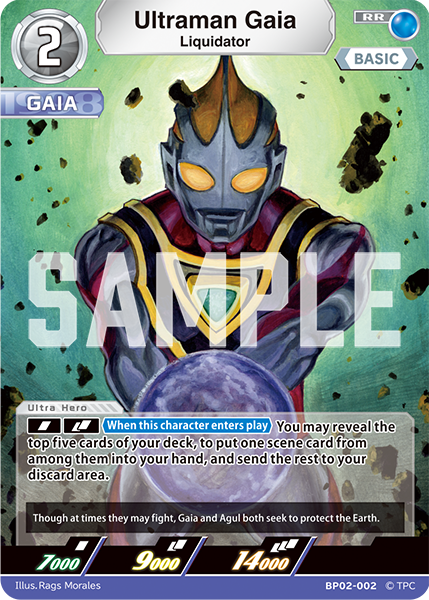 2
Ultraman Gaia
Liquidator
RR
BASIC
1998
GAIA
SAMPLE
Ultra Hero
When this character enters play You may reveal the
top five cards of your deck, to put one scene card from
among them into your hand, and send the rest to your
discard area.
Though at times they may fight, Gaia and Agul both seek to protect the Earth.
7000 9000 14000
Illus.Rags Morales BP02-002 © TPC